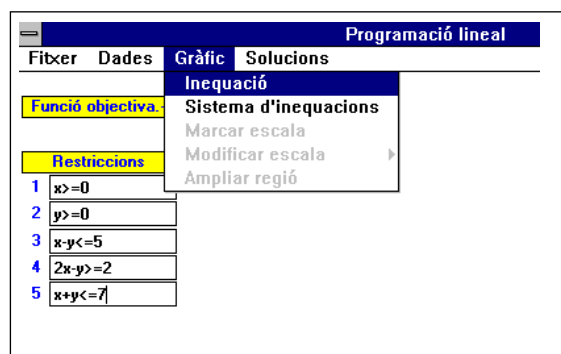 Programació lineal
Fitxer Dades Gràfic Solucions
Inequació
Sistema d'inequacions
Marcar escala
Modificar escala
Ampliar regió
Funció objectiva.-
Restriccions
1 x>=0
2 y>=0
3 x-y<=5
4 2x-y>=2
5 x+y<=7